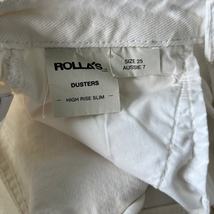 ROLLA'S
DUSTERS
HIGH RISE SLIM
SIZE 25
AUSSIE 7